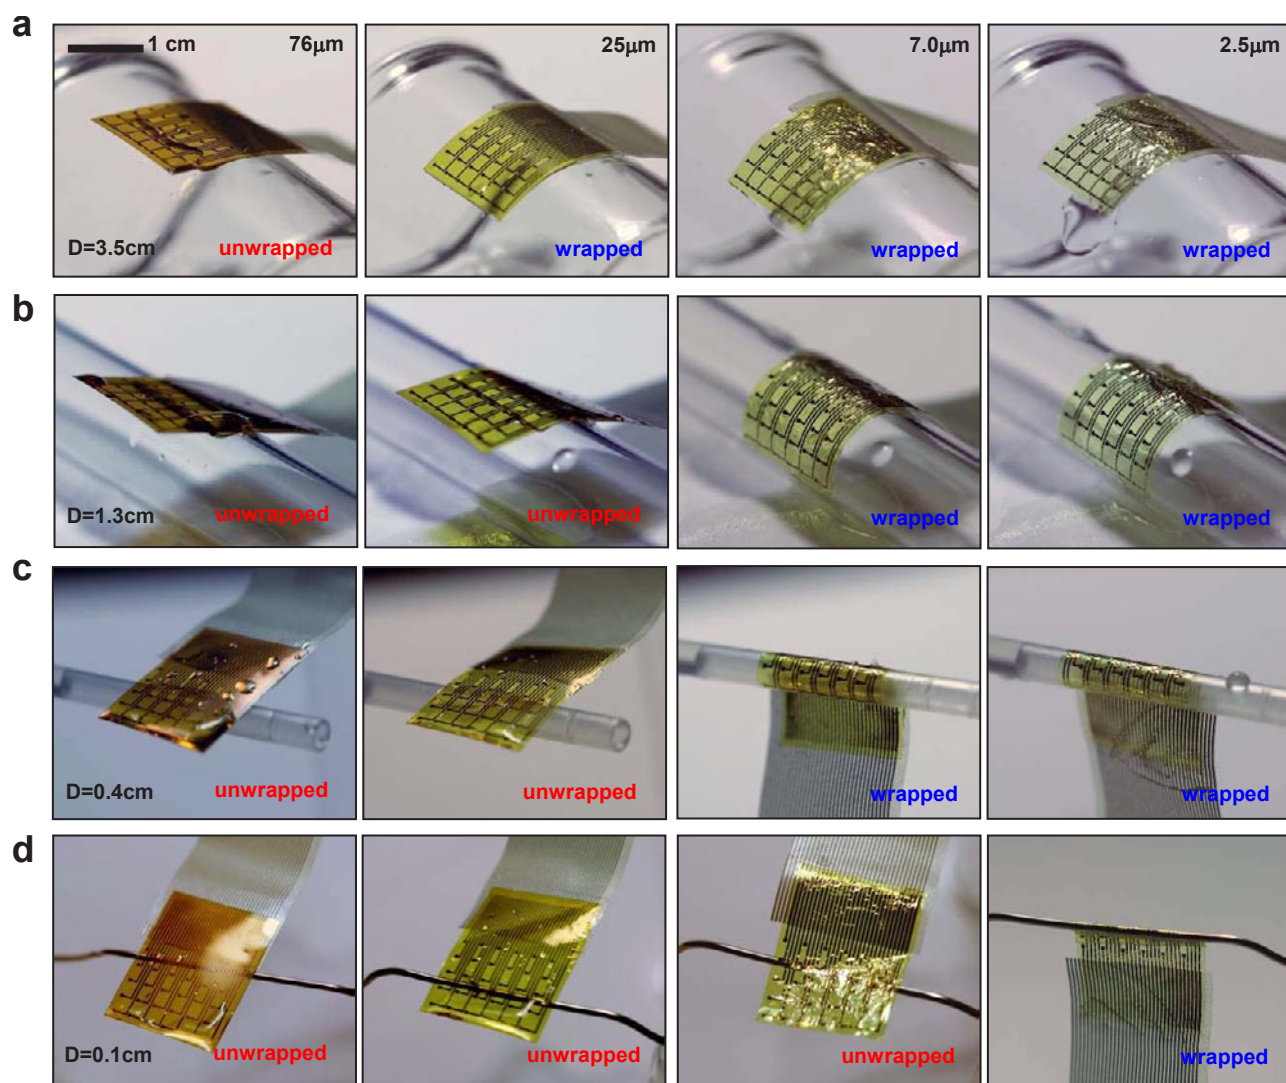 a
1 cm 76μm
25μm
7.0μm
2.5μm
D=3.5cm unwrapped
wrapped
wrapped
wrapped
b
D=1.3cm unwrapped
unwrapped
wrapped
wrapped
c
D=0.4cm unwrapped
unwrapped
wrapped
wrapped
d
D=0.1cm unwrapped
unwrapped
unwrapped
wrapped